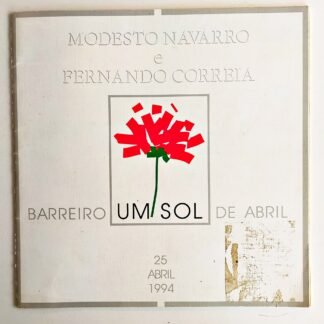 MODESTO NAVARRO
e
FERNANDO CORREIA
BARREIRO UM SOL DE ABRIL
25
ABRIL
1994